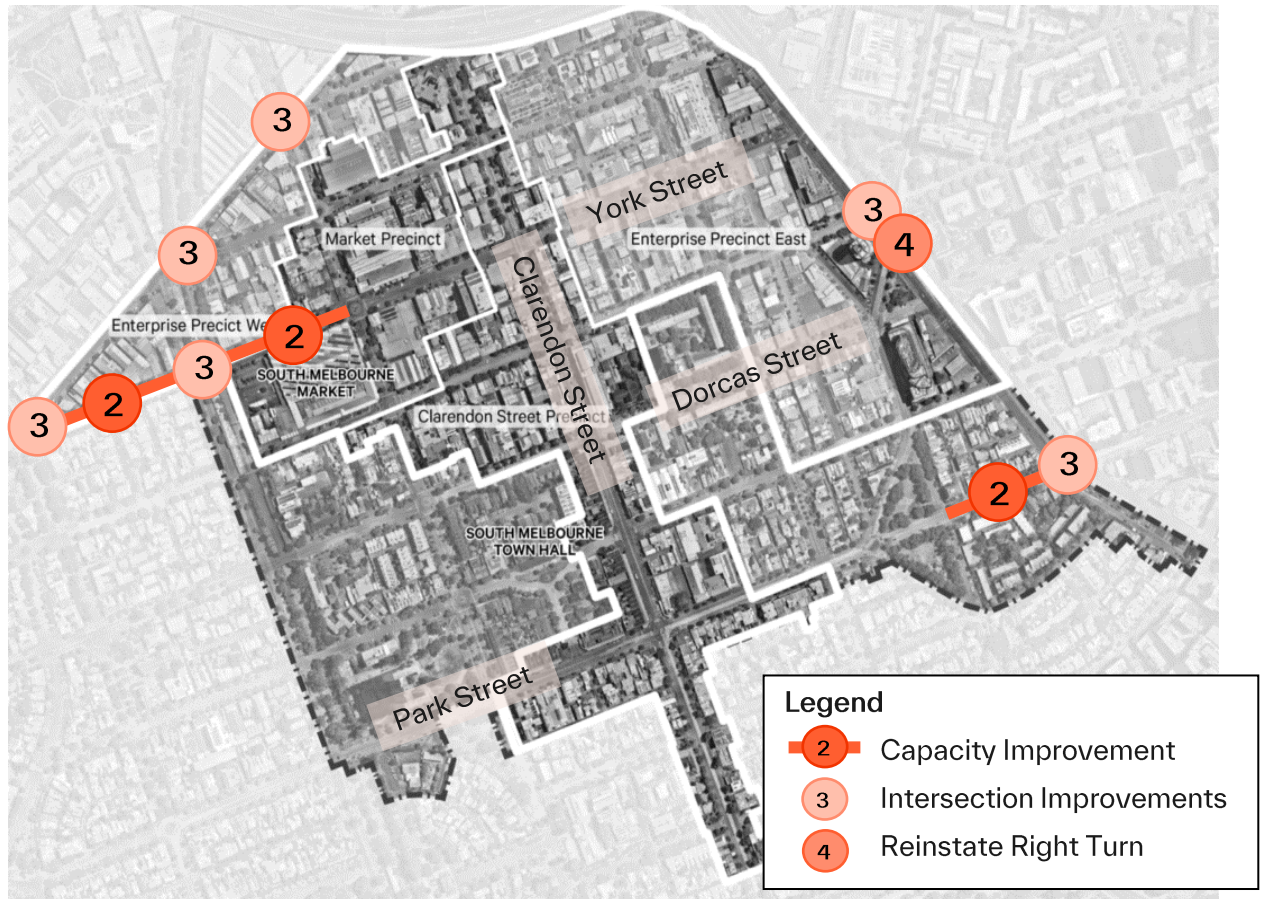 3
York Street
3
4
3
Market Precinct
Enterprise Precinct East
Clarendon Street
Enterprise Precict We
2
3
SOUTH MELBOURNE
MARKET
Dorcas Street
2
3
Clarendon Street Precinct
3
2
SOUTH MELBOURNE
TOWN HALL
Park Street
Legend
2 Capacity Improvement
3 Intersection Improvements
4 Reinstate Right Turn